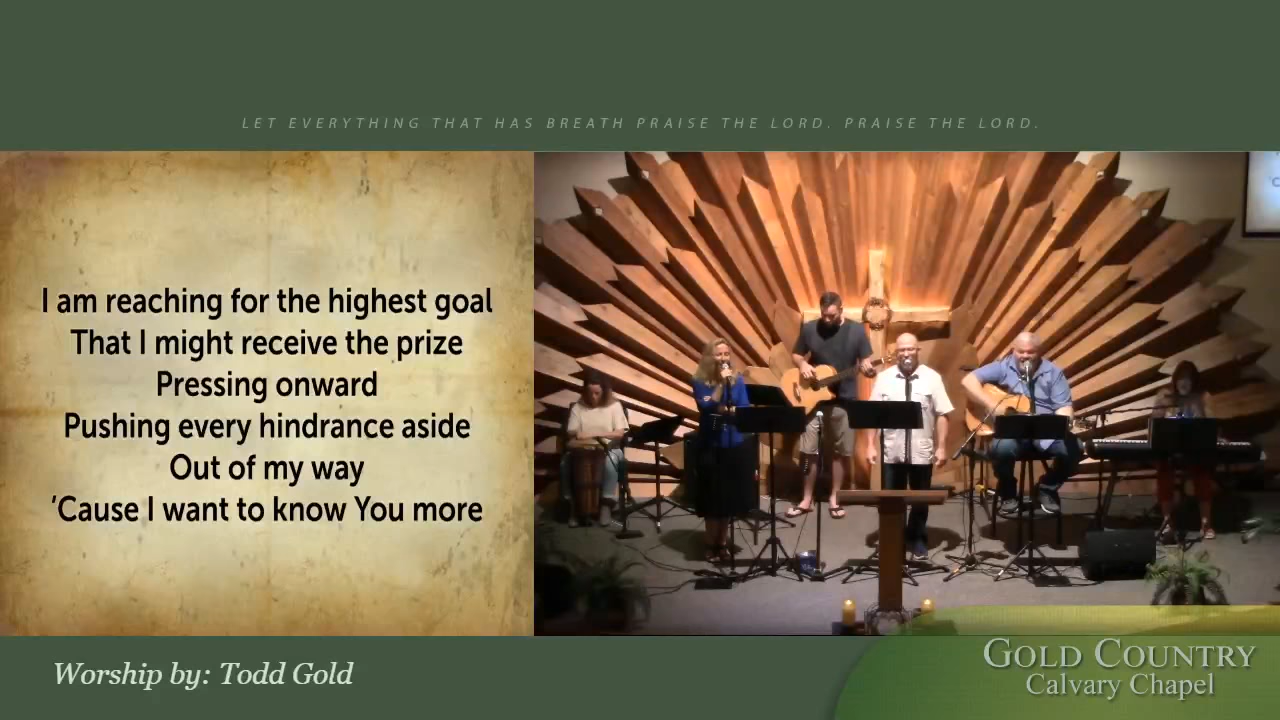 LET EVERYTHING THAT HAS BREATH PRAISE THE LORD. PRAISE THE LORD.
I am reaching for the highest goal
That I might receive the prize
Pressing onward
Pushing every hindrance aside
Out of my way
'Cause I want to know You more
Worship by: Todd Gold
GOLD COUNTRY
Calvary Chapel